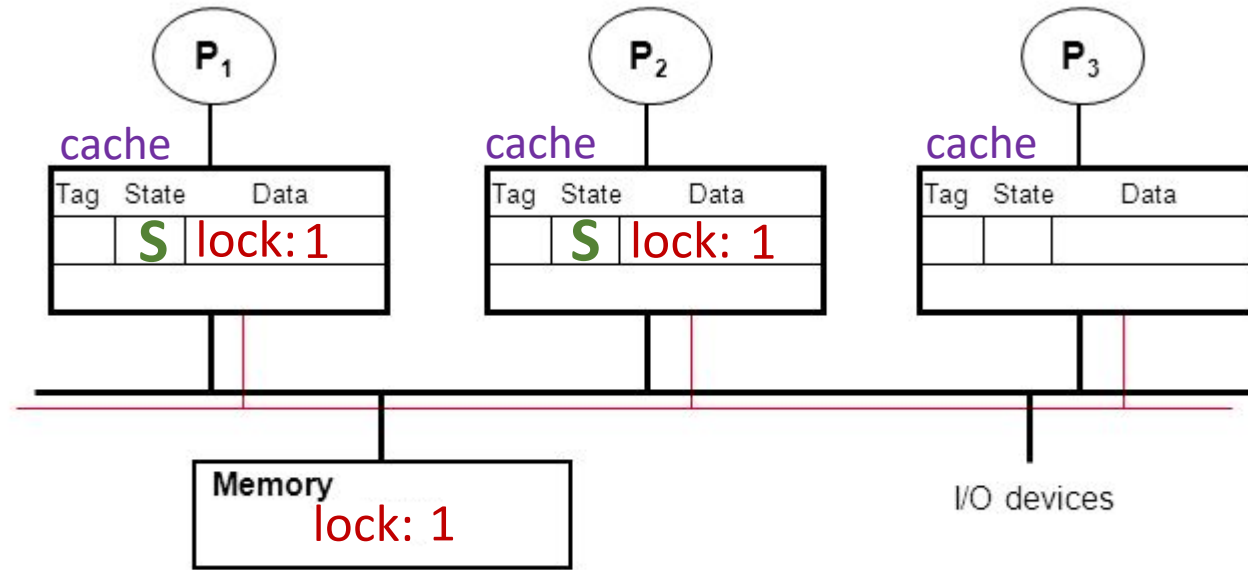 P1 P2 P3
cache cache cache
Tag State Data Tag State Data Tag State Data
S lock: 1 S lock: 1
Memory
lock: 1
I/O devices